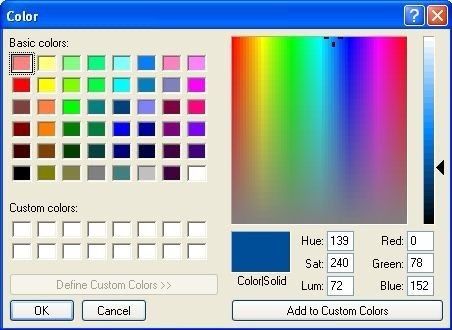 Color
Basic colors:
Custom colors:
Define Custom Colors >>
OK Cancel
Hue: 139 Red: 0
Sat: 240 Green: 78
Color|Solid Lum: 72 Blue: 152
Add to Custom Colors